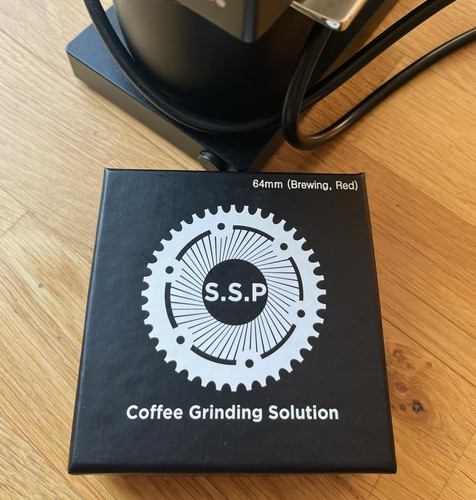 64mm (Brewing, Red)
S.S.P
Coffee Grinding Solution